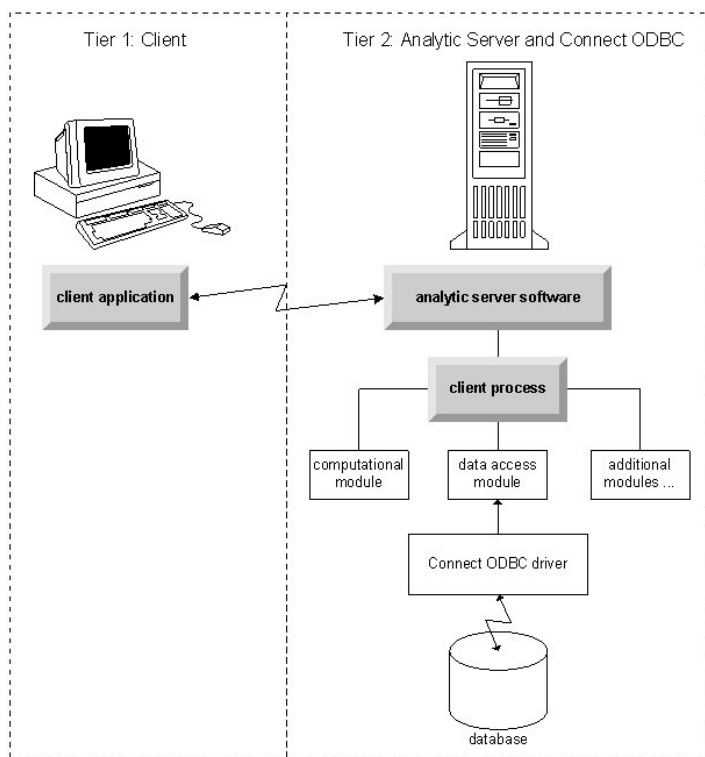 Tier 1: Client
Tier 2: Analytic Server and Connect ODBC
client application
analytic server software
client process
computational
module
data access
module
additional
modules ...
Connect ODBC driver
database